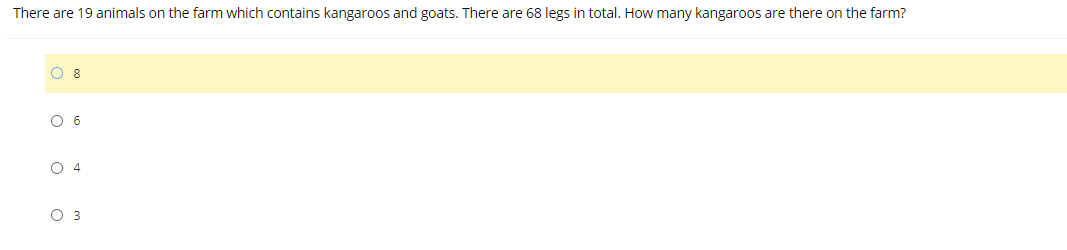 There are 19 animals on the farm which contains kangaroos and goats. There are 68 legs in total. How many kangaroos are there on the farm?
8
6
4
3